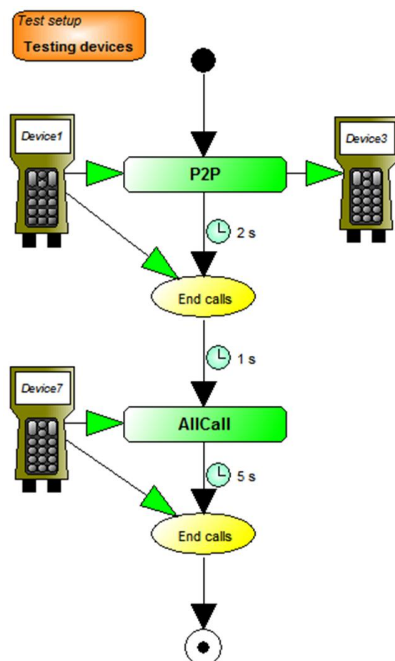 Test setup
Testing devices
Device1
P2P
Device3
2 s
End calls
1 s
Device7
AllCall
5 s
End calls